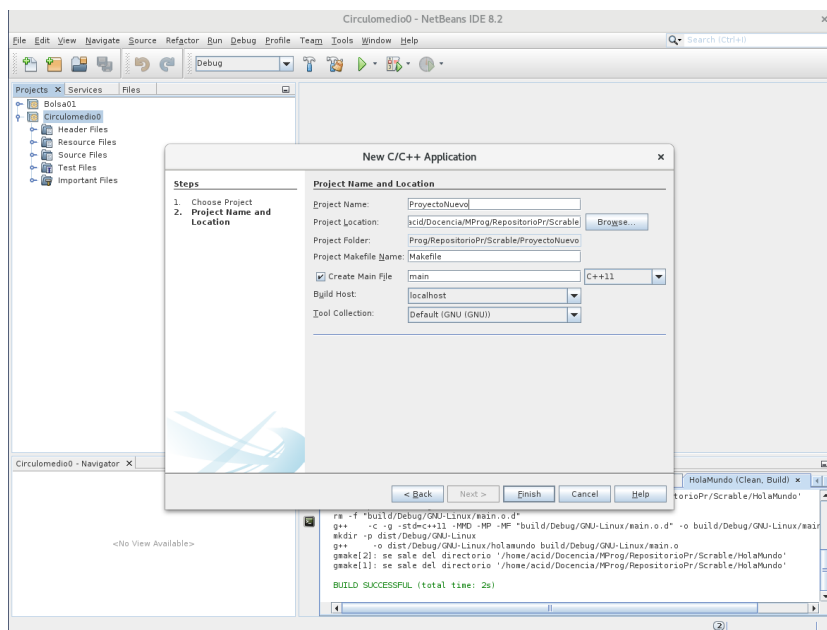 Circulomedio0 - NetBeans IDE 8.2
File Edit View Navigate Source Refactor Run Debug Profile Team Tools Window Help
Search (Ctrl+I)
Debug
Projects Services Files
Bolsa01
Circulomedio0
Header Files
Resource Files
Source Files
Test Files
Important Files
New C/C++ Application
Steps
1. Choose Project
2. Project Name and
Location
Project Name and Location
Project Name: ProyectoNuevo
Project Location: acid/Docencia/MProg/RepositorioPr/Scrable Browse...
Project Folder: Prog/RepositorioPr/Scrable/ProyectoNuevo
Project Makefile Name: Makefile
Create Main File main C++11
Build Host: localhost
Tool Collection: Default (GNU (GNU))
< Back Next > Finish Cancel Help
Circulomedio0 - Navigator
<No View Available>
HolaMundo (Clean, Build)
torioPr/Scrable/HolaMundo'
rm -f "build/Debug/GNU-Linux/main.o.d"
g++ -c -g -std=c++11 -MMD -MP -MF "build/Debug/GNU-Linux/main.o.d" -o build/Debug/GNU-Linux/main
mkdir -p dist/Debug/GNU-Linux
g++ -o dist/Debug/GNU-Linux/holamundo build/Debug/GNU-Linux/main.o
gmake[2]: se sale del directorio '/home/acid/Docencia/MProg/RepositorioPr/Scrable/HolaMundo'
gmake[1]: se sale del directorio '/home/acid/Docencia/MProg/RepositorioPr/Scrable/HolaMundo'
BUILD SUCCESSFUL (total time: 2s)
2